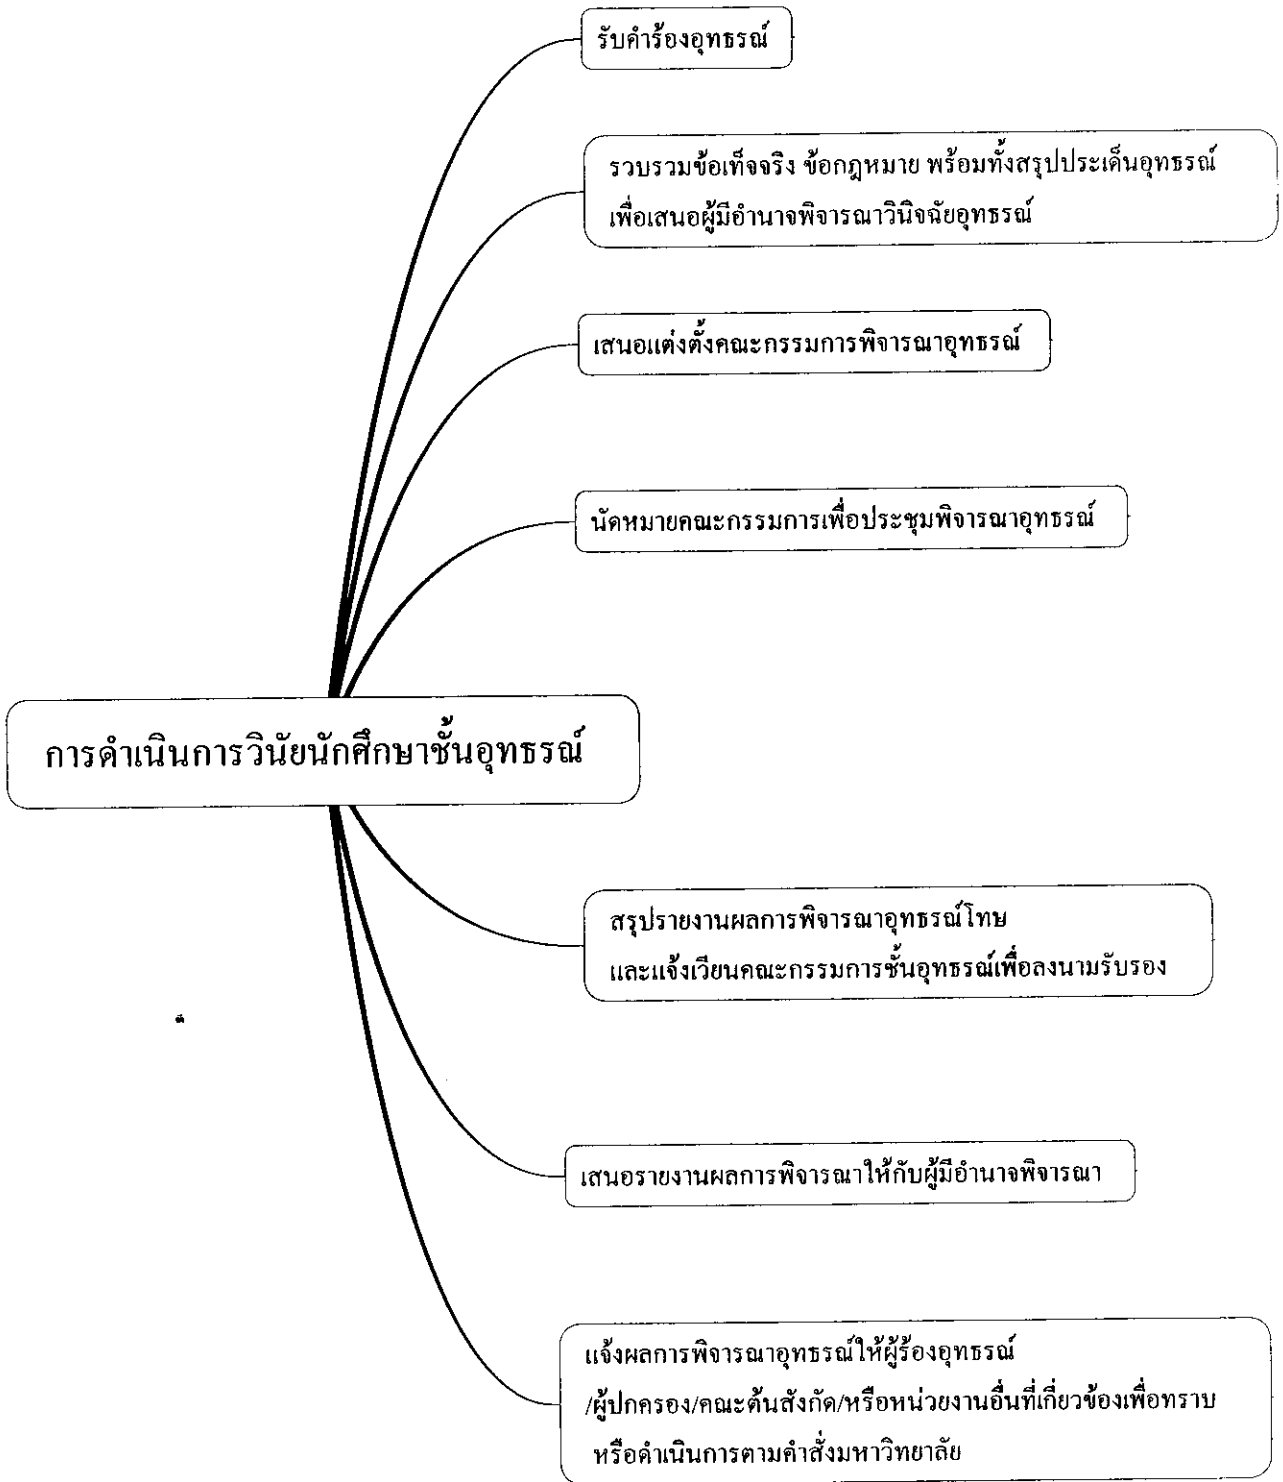 รับคำร้องอุทธรณ์
รวบรวมข้อเท็จจริง ข้อกฎหมาย พร้อมทั้งสรุปประเด็นอุทธรณ์
เพื่อเสนอผู้มีอำนาจพิจารณาวินิจฉัยอุทธรณ์
เสนอแต่งตั้งคณะกรรมการพิจารณาอุทธรณ์
นัดหมายคณะกรรมการเพื่อประชุมพิจารณาอุทธรณ์
การดำเนินการวินัยนักศึกษาชั้นอุทธรณ์
สรุปรายงานผลการพิจารณาอุทธรณ์โทษ
และแจ้งเวียนคณะกรรมการชั้นอุทธรณ์เพื่อลงนามรับรอง
เสนอรายงานผลการพิจารณาให้กับผู้มีอำนาจพิจารณา
แจ้งผลการพิจารณาอุทธรณ์ให้ผู้ร้องอุทธรณ์
/ผู้ปกครอง/คณะต้นสังกัด/หรือหน่วยงานอื่นที่เกี่ยวข้องเพื่อทราบ
หรือดำเนินการตามคำสั่งมหาวิทยาลัย